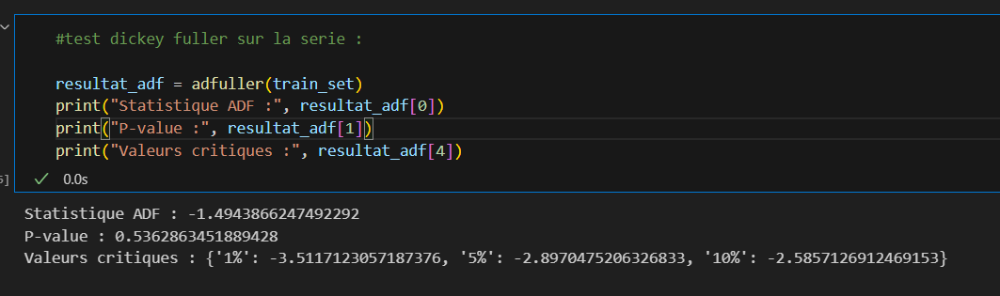 #test dickey fuller sur la serie :
resultat_adf = adfuller(train_set)
print("Statistique ADF :", resultat_adf[0])
print("P-value :", resultat_adf[1])
print("Valeurs critiques :", resultat_adf[4])
0.0s
Statistique ADF : -1.4943866247492292
P-value : 0.5362863451889428
Valeurs critiques : {'1%': -3.5117123057187376, '5%': -2.8970475206326833, '10%': -2.5857126912469153}